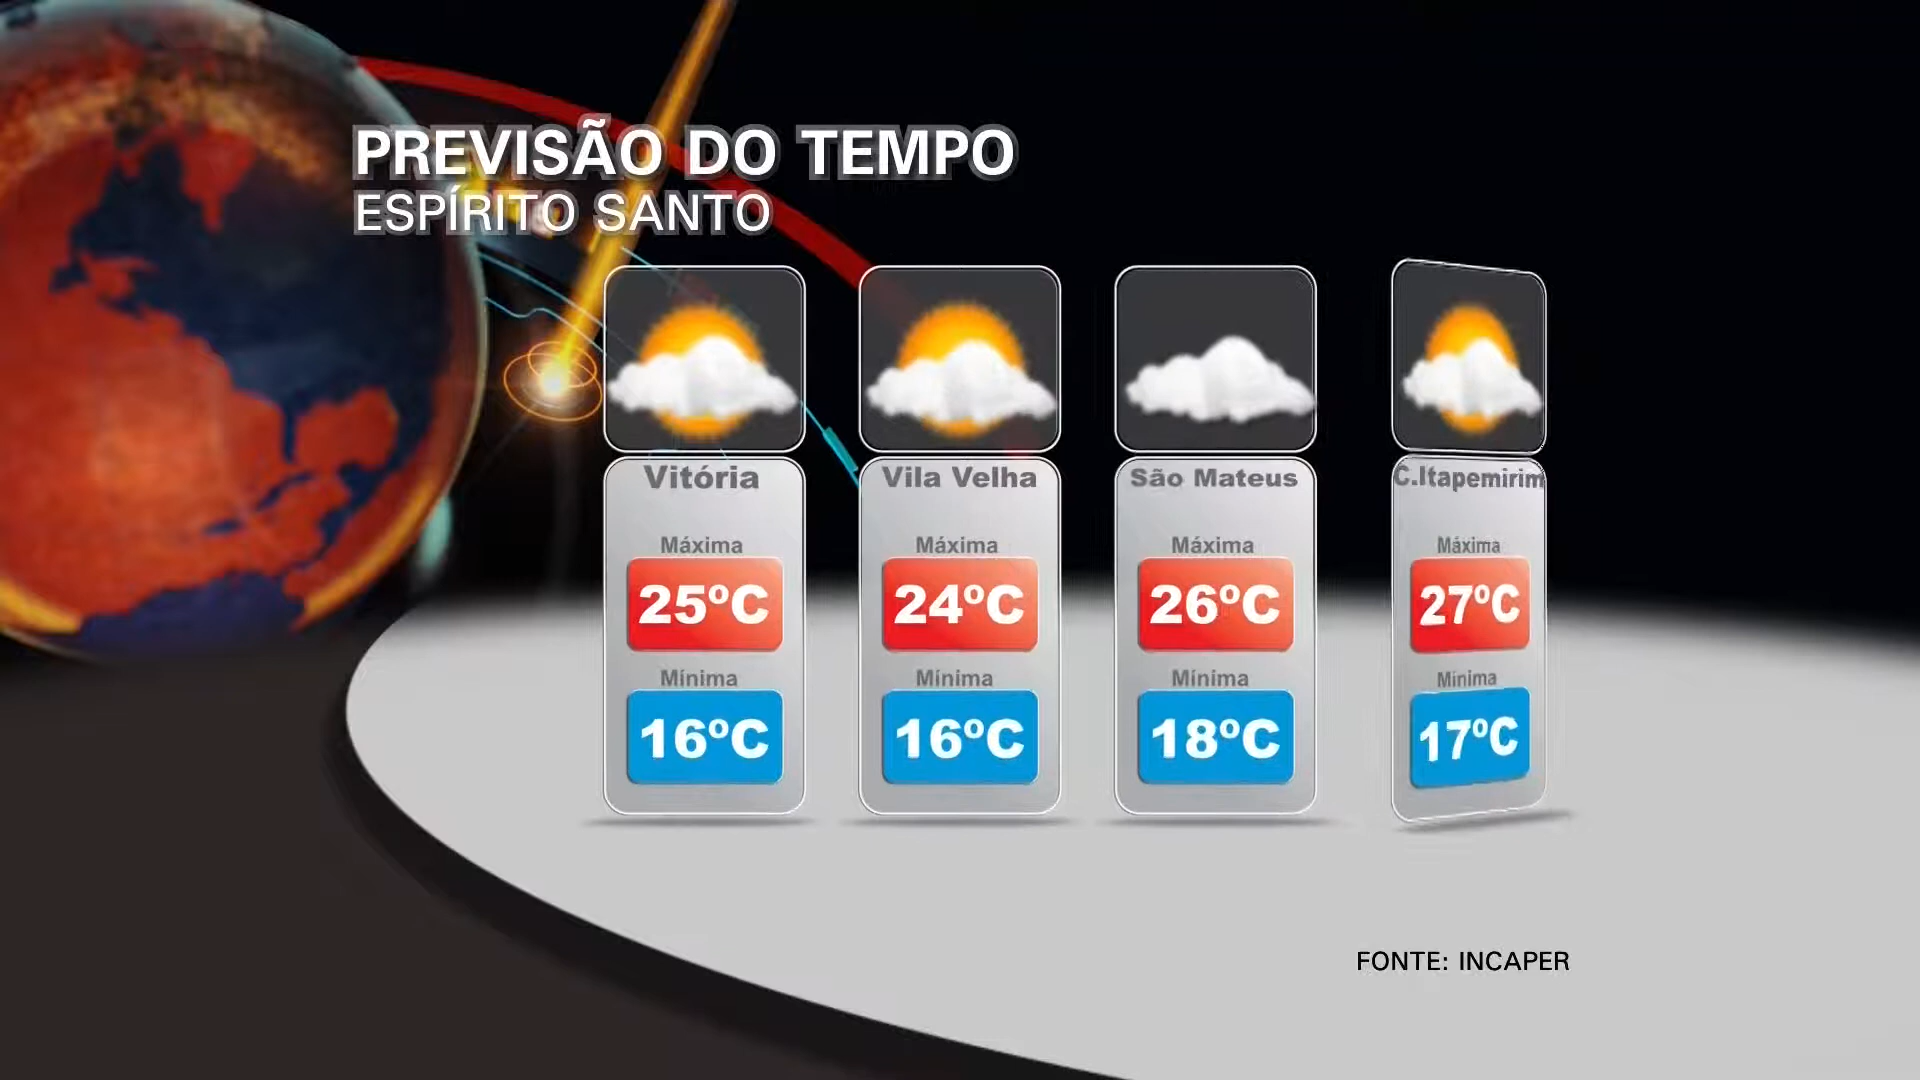 PREVISÃO DO TEMPO
ESPÍRITO SANTO
Vitória
Máxima
25ºC
Mínima
16ºC
Vila Velha
Máxima
24ºC
Mínima
16ºC
São Mateus
Máxima
26ºC
Mínima
18ºC
C.Itapemirim
Máxima
27ºC
Mínima
17ºC
FONTE: INCAPER